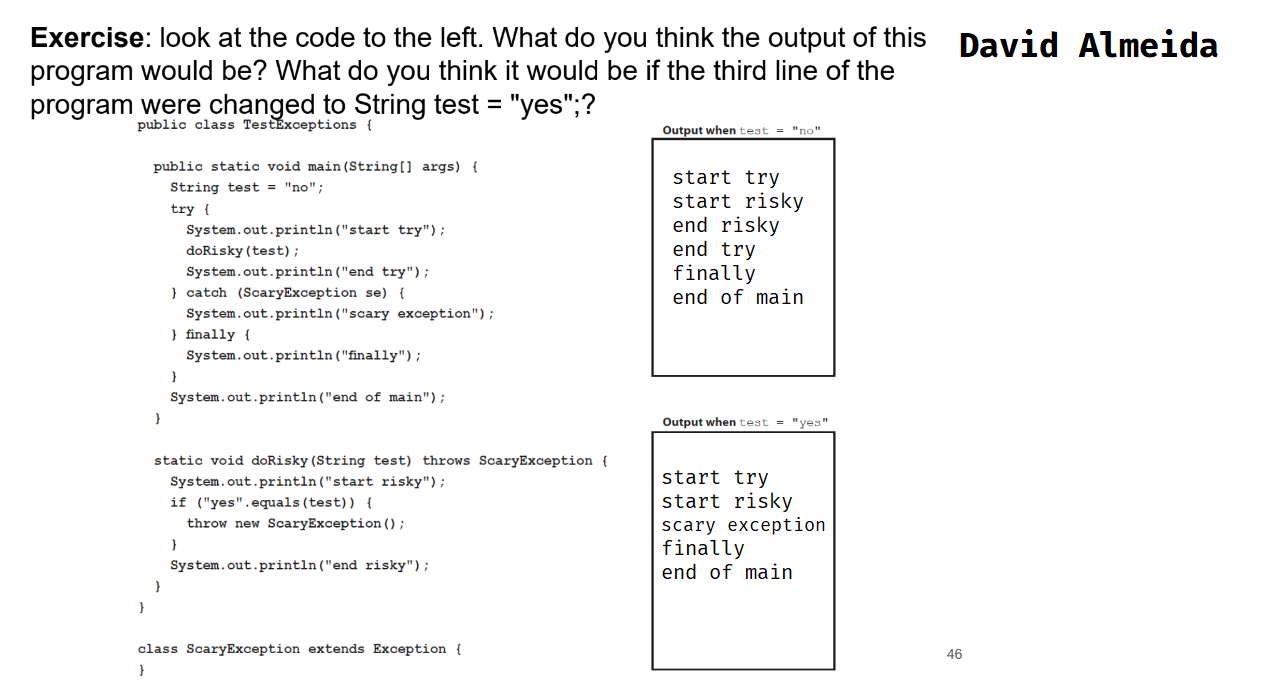 Exercise: look at the code to the left. What do you think the output of this
program would be? What do you think it would be if the third line of the
program were changed to String test = "yes";?
David Almeida
public class TestExceptions {
public static void main(String[] args) {
String test = "no";
try {
System.out.println("start try");
doRisky(test);
System.out.println("end try");
} catch (ScaryException se) {
System.out.println("scary exception");
} finally {
System.out.println("finally");
}
System.out.println("end of main");
}
static void doRisky(String test) throws ScaryException {
System.out.println("start risky");
if ("yes".equals(test)) {
throw new ScaryException();
}
System.out.println("end risky");
}
}
class ScaryException extends Exception {
}
Output when test = "no"
start try
start risky
end risky
end try
finally
end of main
Output when test = "yes"
start try
start risky
scary exception
finally
end of main
46